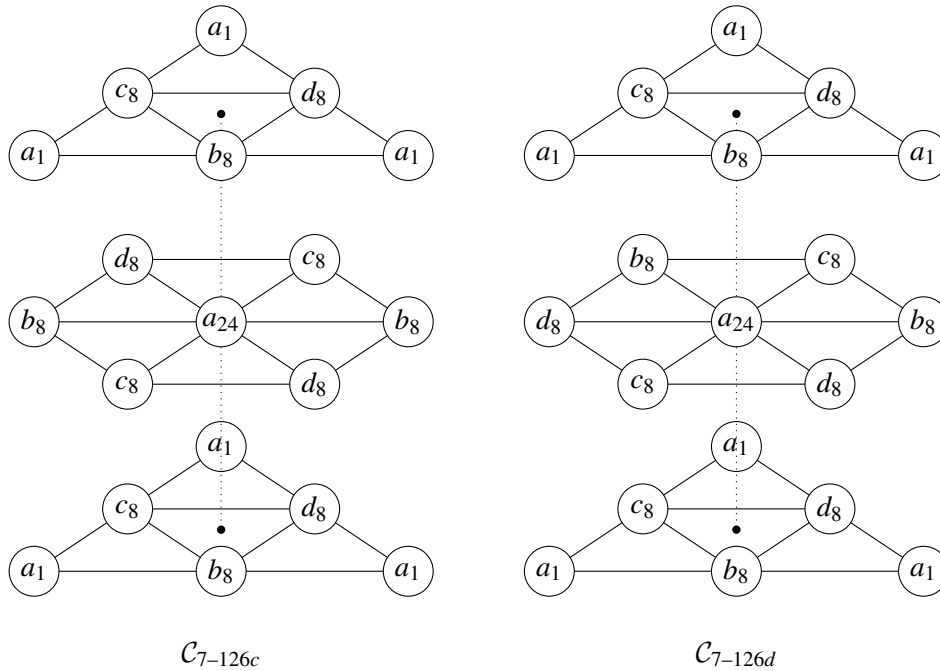 a₁ a₁
c₈ d₈ c₈ d₈
a₁ b₈ a₁ a₁ b₈ a₁
d₈ c₈ b₈ c₈
b₈ a₂₄ b₈ d₈ a₂₄ b₈
c₈ d₈ c₈ d₈
a₁ a₁
c₈ d₈ c₈ d₈
a₁ b₈ a₁ a₁ b₈ a₁
𝒞₇₋₁₂₆c 𝒞₇₋₁₂₆d